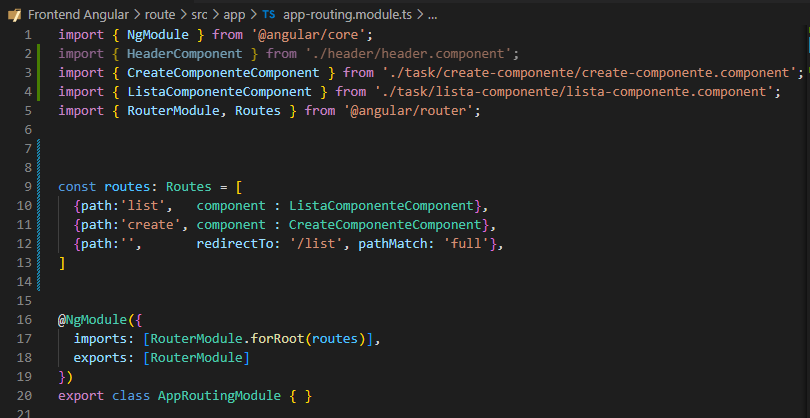 Frontend Angular > route > src > app > TS app-routing.module.ts > ...
1 import { NgModule } from '@angular/core';
2 import { HeaderComponent } from './header/header.component';
3 import { CreateComponenteComponent } from './task/create-componente/create-componente.component';
4 import { ListaComponenteComponent } from './task/lista-componente/lista-componente.component';
5 import { RouterModule, Routes } from '@angular/router';
6
7
8
9 const routes: Routes = [
10   {path:'list',   component : ListaComponenteComponent},
11   {path:'create', component : CreateComponenteComponent},
12   {path:'',       redirectTo: '/list', pathMatch: 'full'},
13 ]
14
15
16 @NgModule({
17   imports: [RouterModule.forRoot(routes)],
18   exports: [RouterModule]
19 })
20 export class AppRoutingModule { }
21